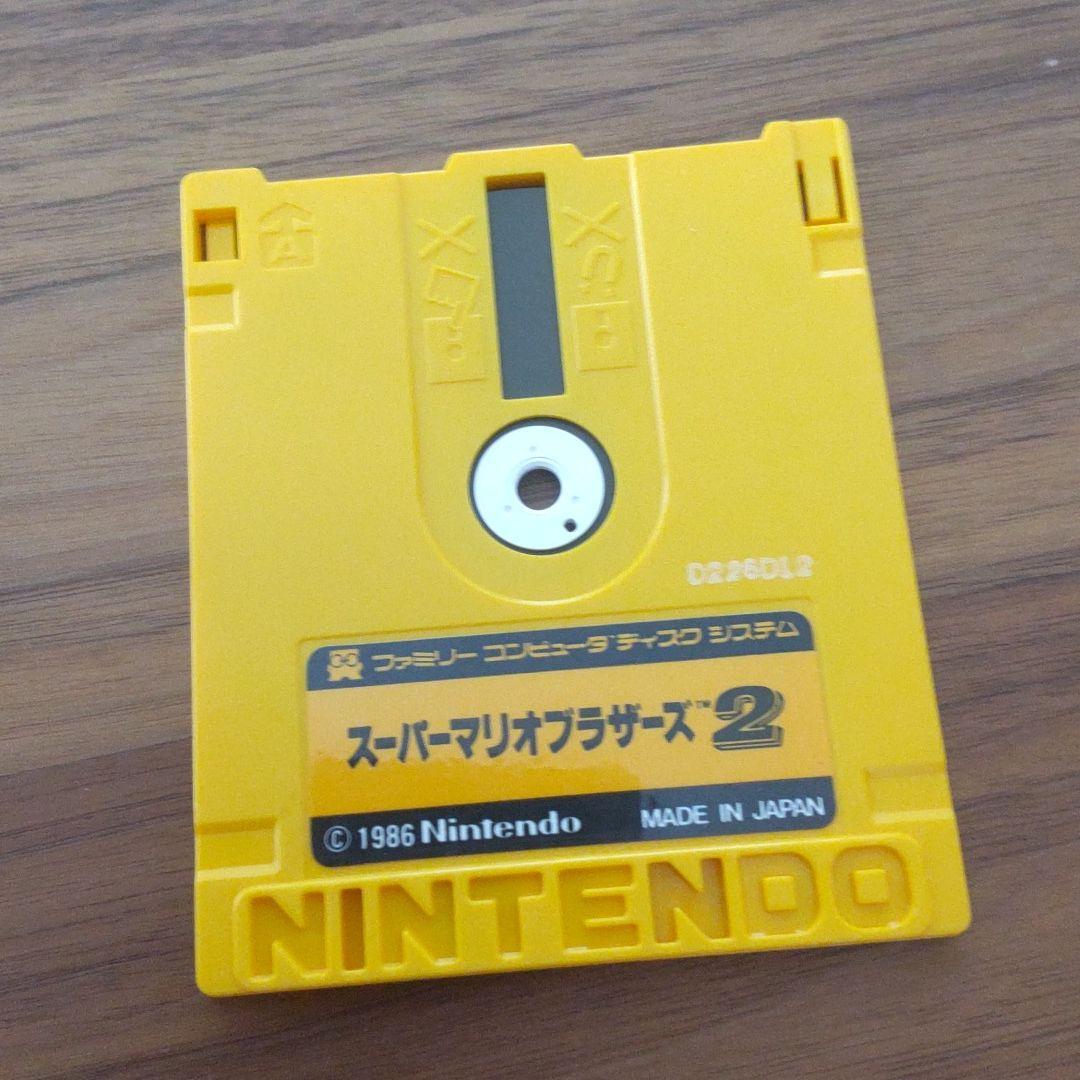 A
D226DL2
ファミリー コンピュータ ディスク システム
スーパーマリオブラザーズ™2
© 1986 Nintendo MADE IN JAPAN
NINTENDO